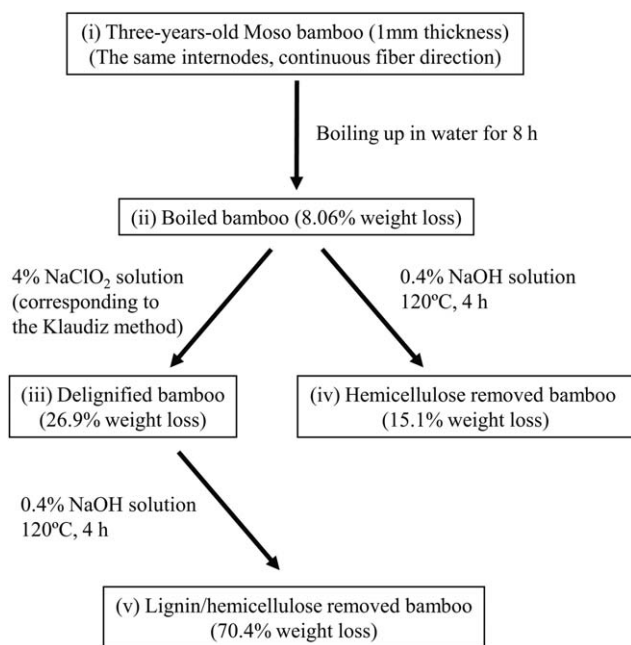 (i) Three-years-old Moso bamboo (1mm thickness)
(The same internodes, continuous fiber direction)
Boiling up in water for 8 h
(ii) Boiled bamboo (8.06% weight loss)
4% NaClO₂ solution
(corresponding to
the Klaudiz method)
0.4% NaOH solution
120ºC, 4 h
(iii) Delignified bamboo
(26.9% weight loss)
(iv) Hemicellulose removed bamboo
(15.1% weight loss)
0.4% NaOH solution
120ºC, 4 h
(v) Lignin/hemicellulose removed bamboo
(70.4% weight loss)